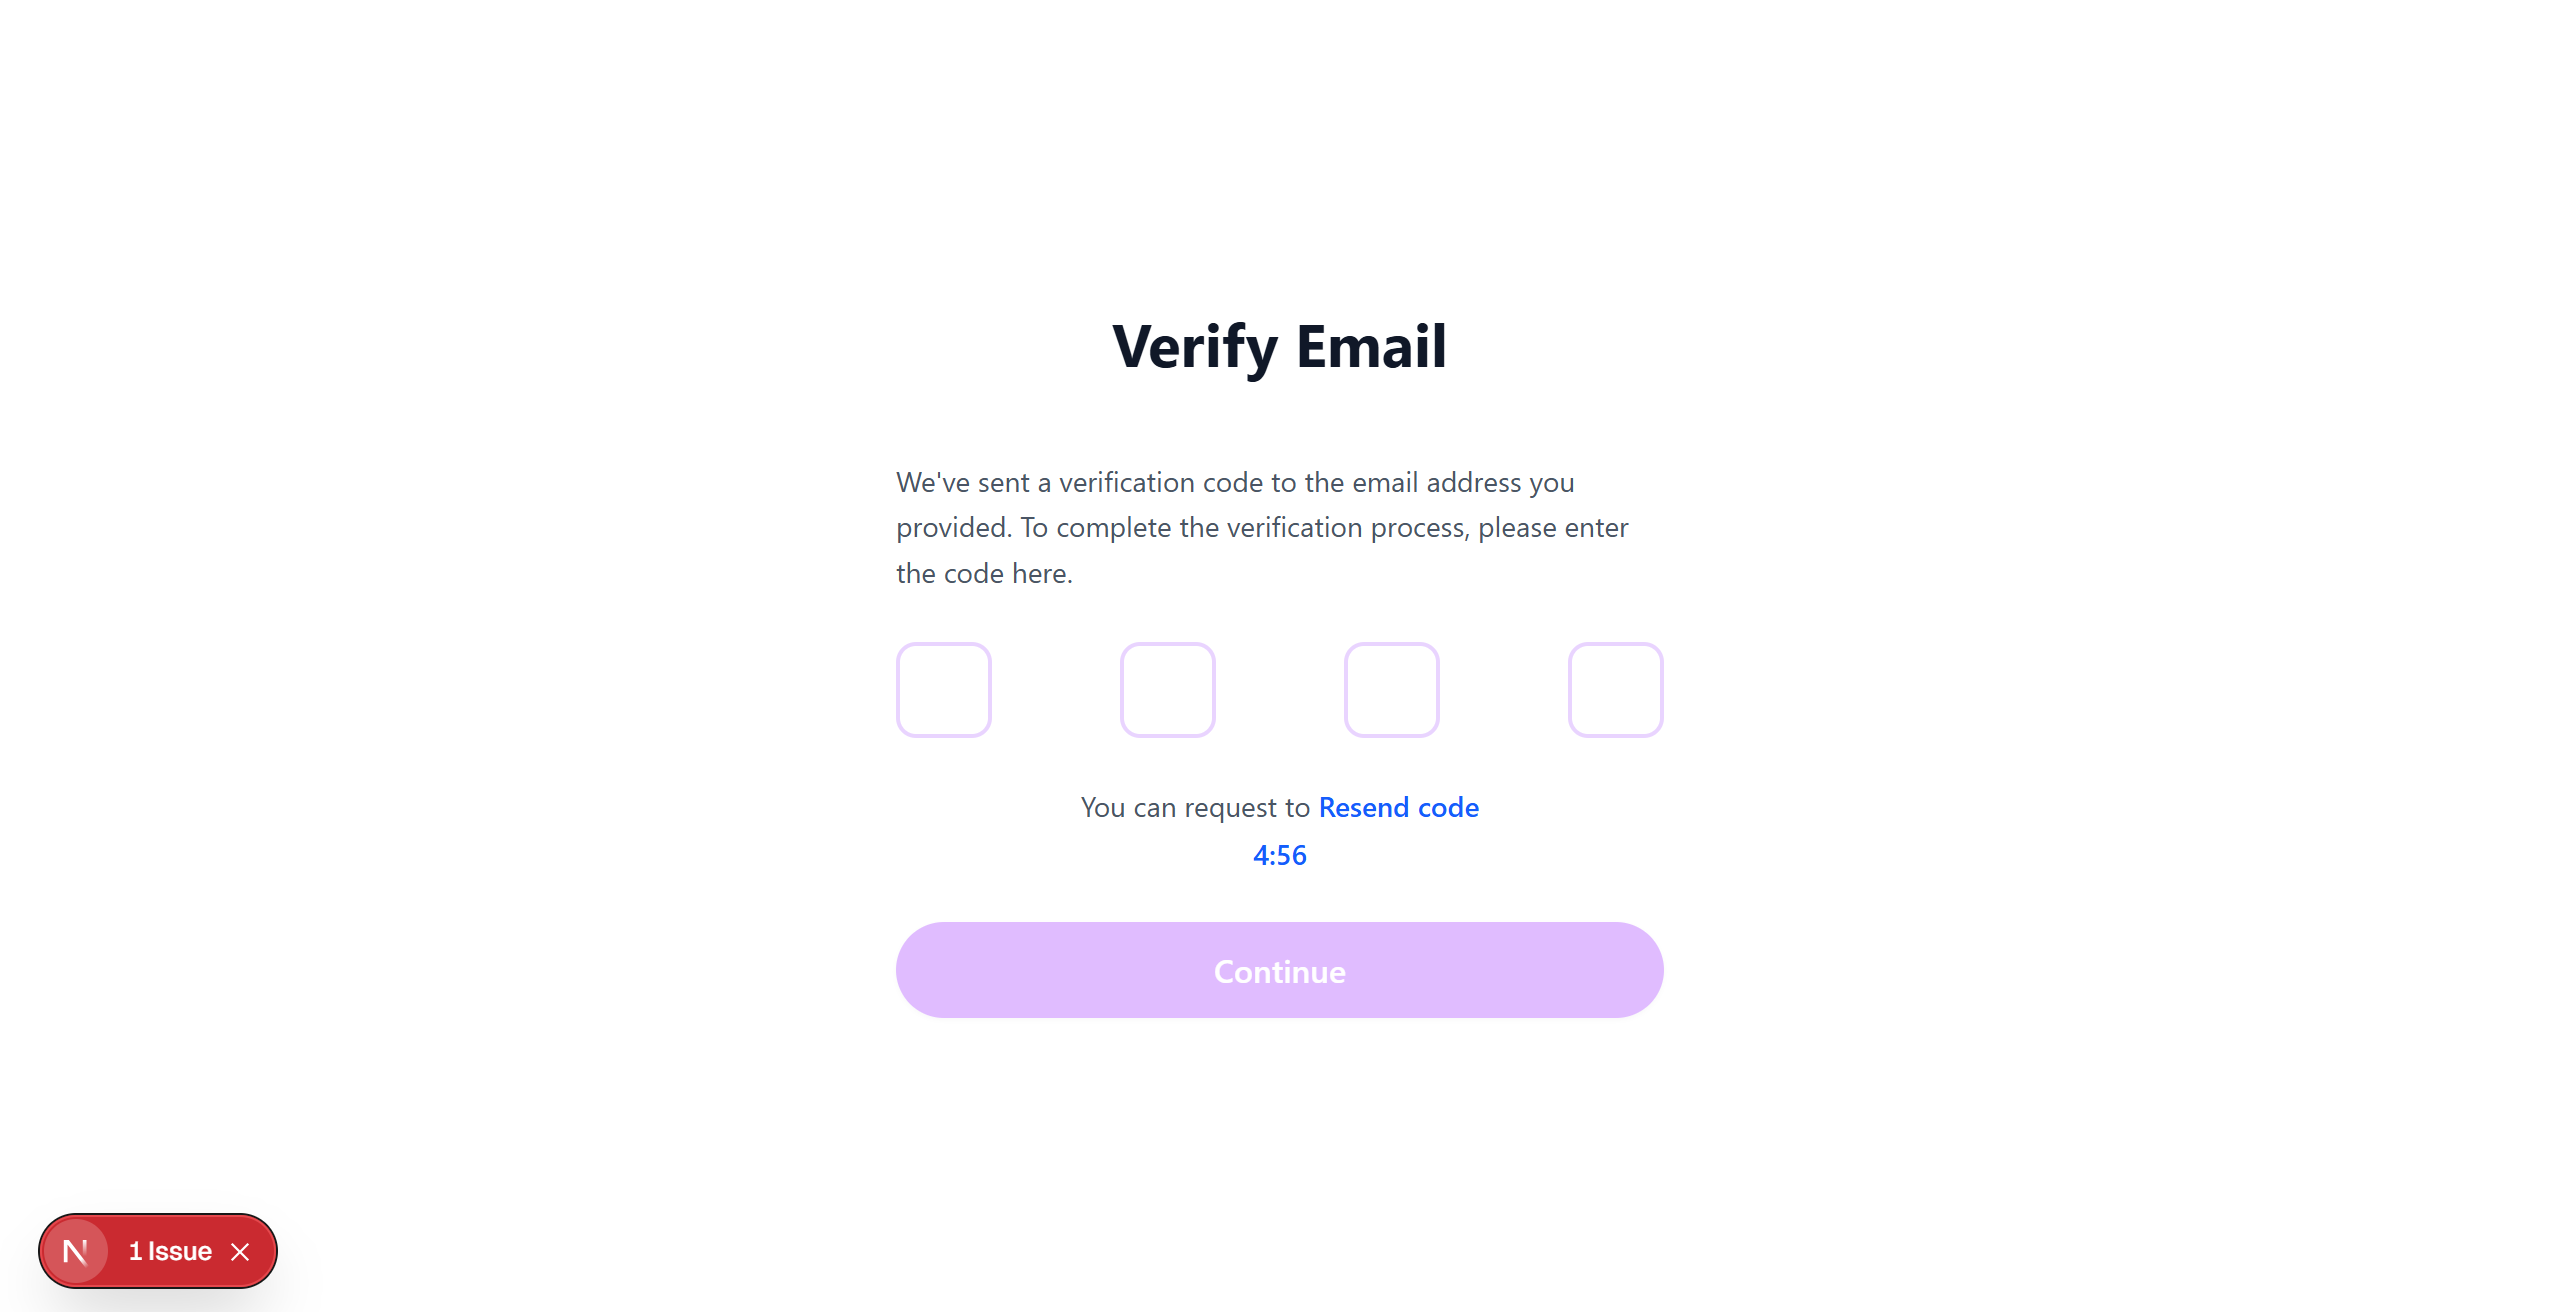 Verify Email
We've sent a verification code to the email address you
provided. To complete the verification process, please enter
the code here.
You can request to Resend code
4:56
Continue
N 1 Issue